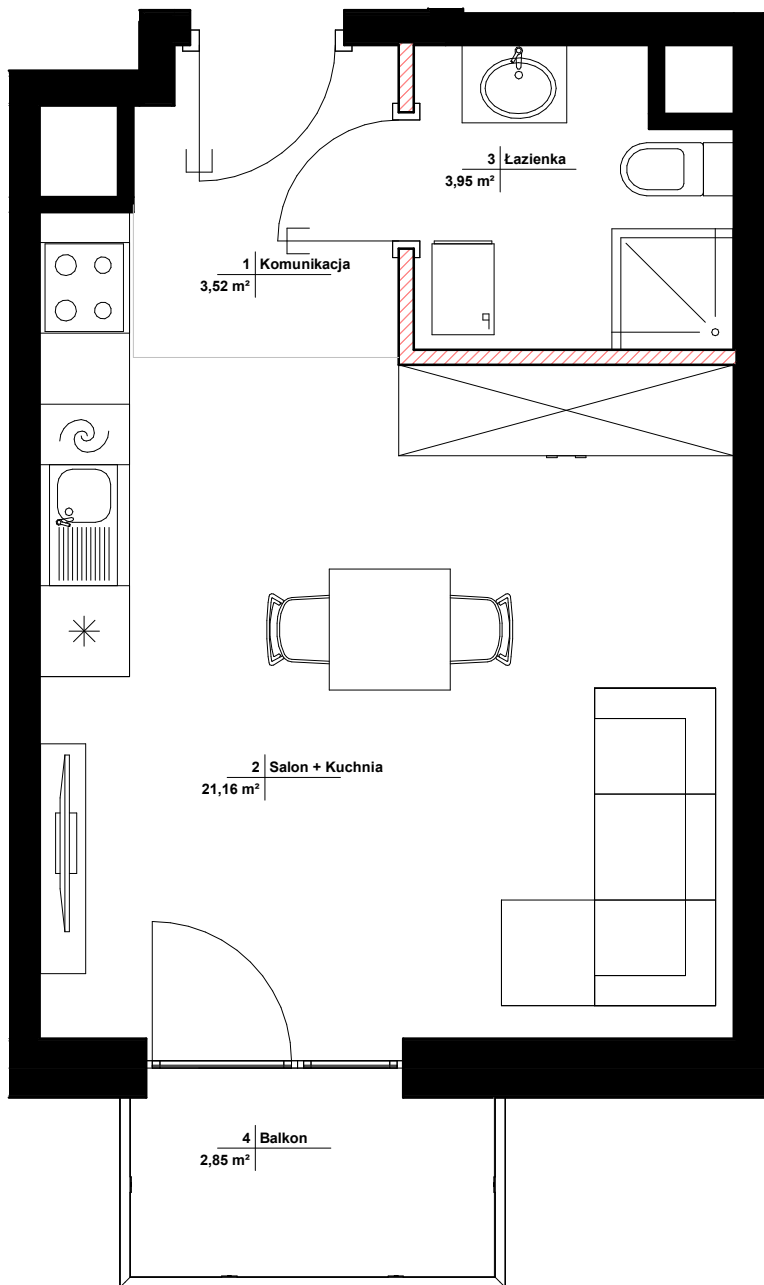 3 Łazienka
3,95 m²
1 Komunikacja
3,52 m²
2 Salon + Kuchnia
21,16 m²
4 Balkon
2,85 m²